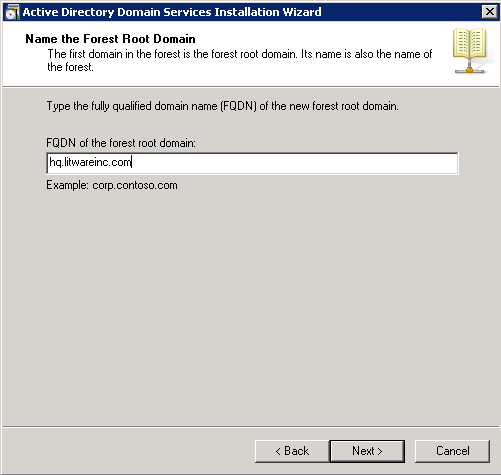 Active Directory Domain Services Installation Wizard
Name the Forest Root Domain
The first domain in the forest is the forest root domain. Its name is also the name of
the forest.
Type the fully qualified domain name (FQDN) of the new forest root domain.
FQDN of the forest root domain:
hq.litwareinc.com
Example: corp.contoso.com
< Back
Next >
Cancel